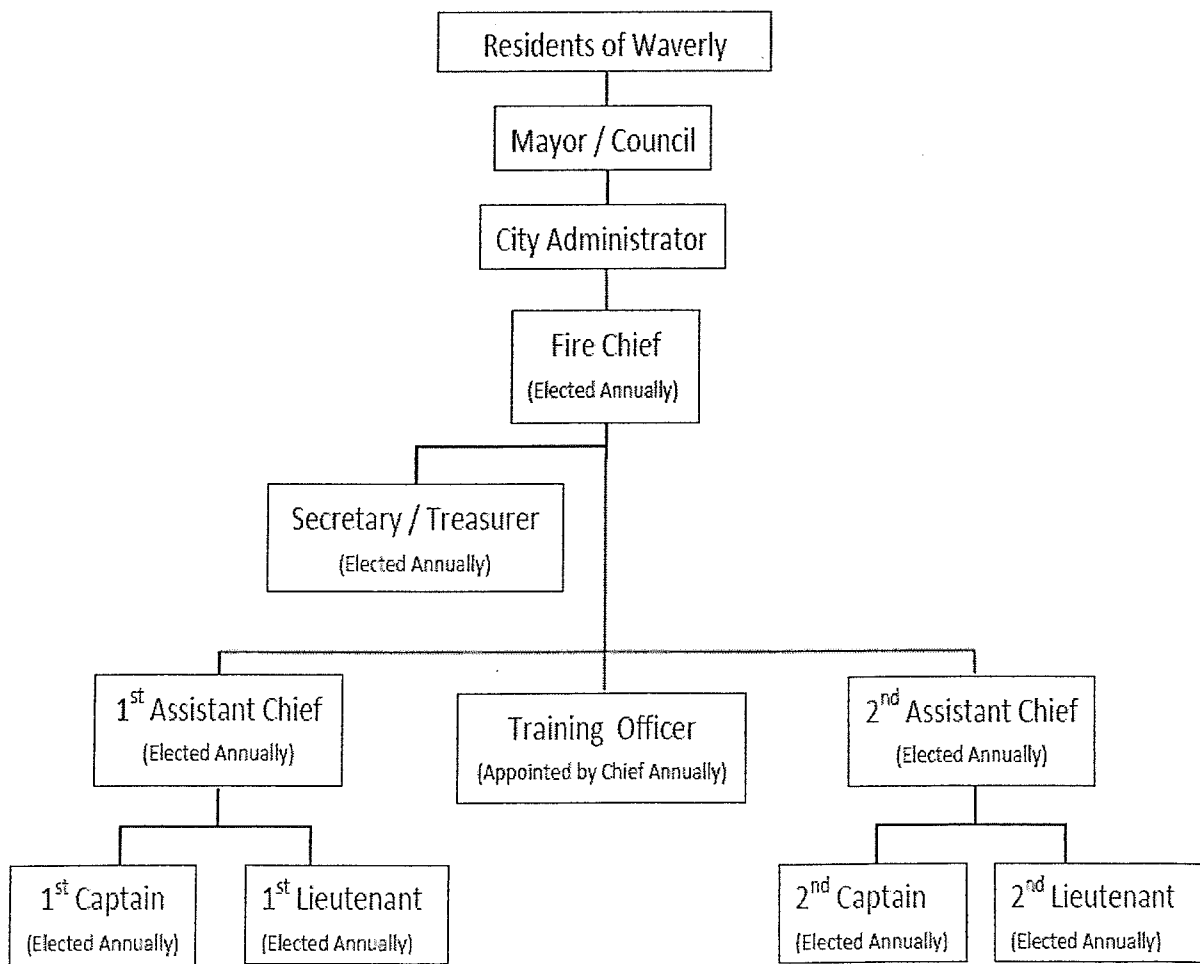 Residents of Waverly
Mayor / Council
City Administrator
Fire Chief
(Elected Annually)
Secretary / Treasurer
(Elected Annually)
1st Assistant Chief
(Elected Annually)
Training Officer
(Appointed by Chief Annually)
2nd Assistant Chief
(Elected Annually)
1st Captain
(Elected Annually)
1st Lieutenant
(Elected Annually)
2nd Captain
(Elected Annually)
2nd Lieutenant
(Elected Annually)